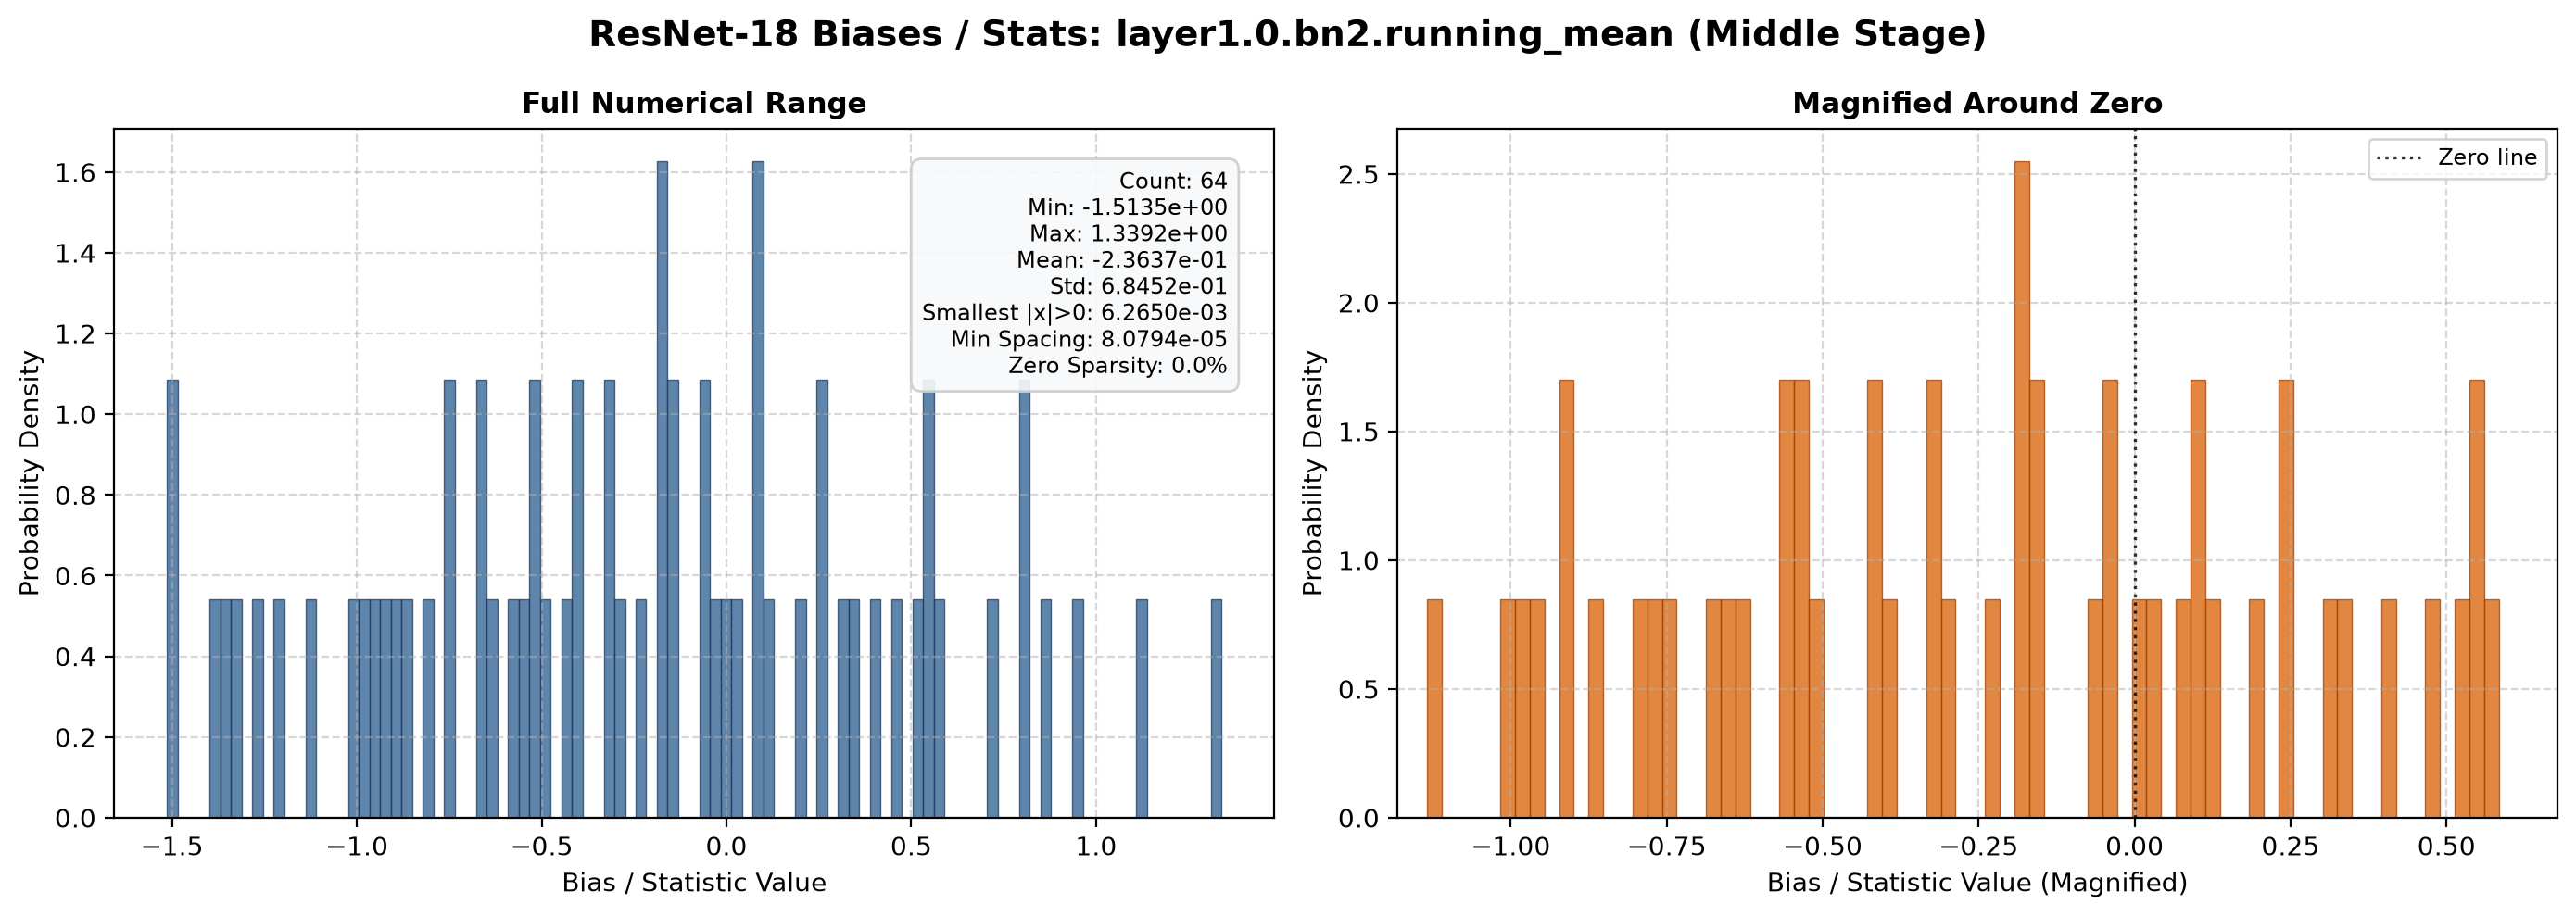 ResNet-18 Biases / Stats: layer1.0.bn2.running_mean (Middle Stage)
Full Numerical Range
Probability Density
1.6
1.4
1.2
1.0
0.8
0.6
0.4
0.2
0.0
Count: 64
Min: -1.5135e+00
Max: 1.3392e+00
Mean: -2.3637e-01
Std: 6.8452e-01
Smallest |x|>0: 6.2650e-03
Min Spacing: 8.0794e-05
Zero Sparsity: 0.0%
−1.5 −1.0 −0.5 0.0 0.5 1.0
Bias / Statistic Value
Magnified Around Zero
Probability Density
2.5
2.0
1.5
1.0
0.5
0.0
Zero line
−1.00 −0.75 −0.50 −0.25 0.00 0.25 0.50
Bias / Statistic Value (Magnified)